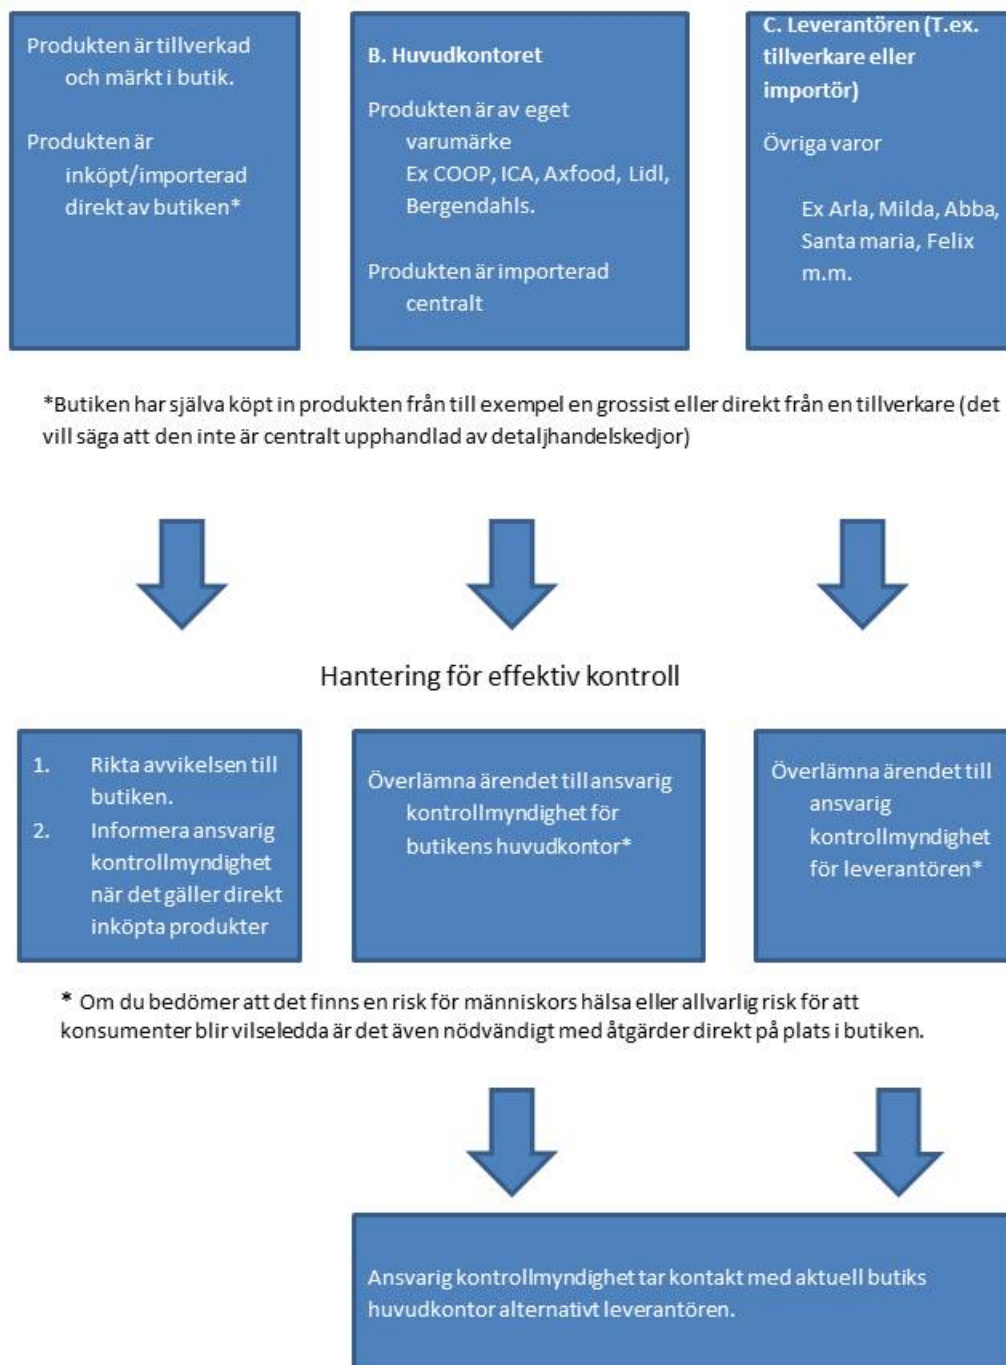 Produkten är tillverkad
och märkt i butik.
Produkten är
inköpt/importerad
direkt av butiken*
B. Huvudkontoret
Produkten är av eget
varumärke
Ex COOP, ICA, Axfood, Lidl,
Bergendahls.
Produkten är importerad
centralt
C. Leverantören (T.ex.
tillverkare eller
importör)
Övriga varor
Ex Arla, Milda, Abba,
Santa maria, Felix
m.m.
*Butiken har själva köpt in produkten från till exempel en grossist eller direkt från en tillverkare (det
vill säga att den inte är centralt upphandlad av detaljhandelskedjor)
Hantering för effektiv kontroll
1. Rikta avvikelsen till
butiken.
2. Informera ansvarig
kontrollmyndighet
när det gäller direkt
inköpta produkter
Överlämna ärendet till ansvarig
kontrollmyndighet för
butikens huvudkontor*
Överlämna ärendet till
ansvarig
kontrollmyndighet
för leverantören*
* Om du bedömer att det finns en risk för människors hälsa eller allvarlig risk för att
konsumenter blir vilseledda är det även nödvändigt med åtgärder direkt på plats i butiken.
Ansvarig kontrollmyndighet tar kontakt med aktuell butiks
huvudkontor alternativt leverantören.